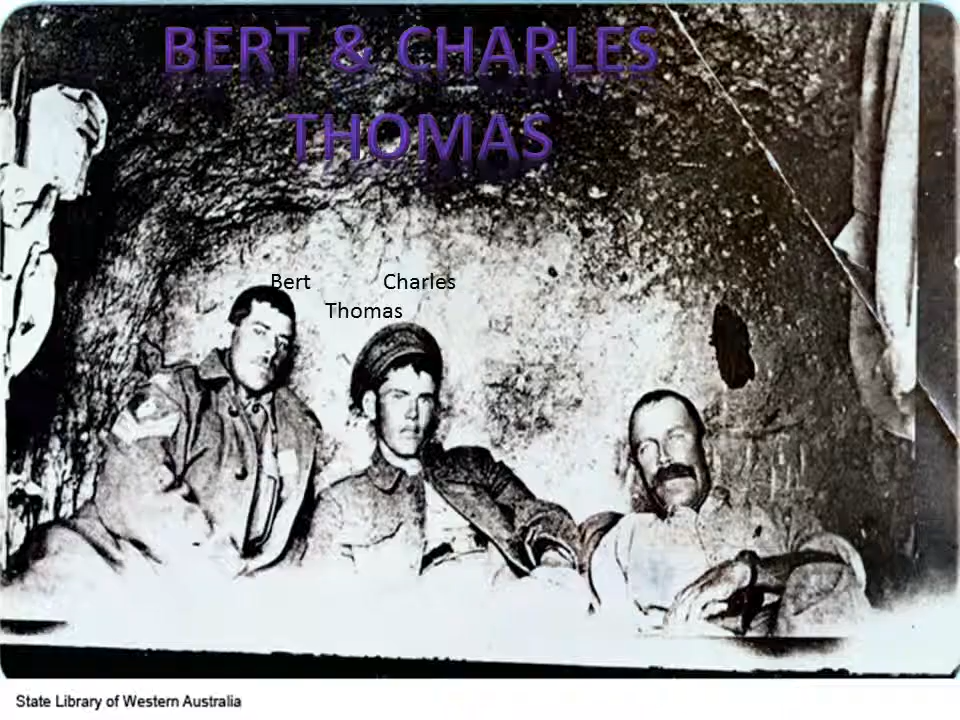 BERT & CHARLES
THOMAS
Bert Charles
Thomas
State Library of Western Australia